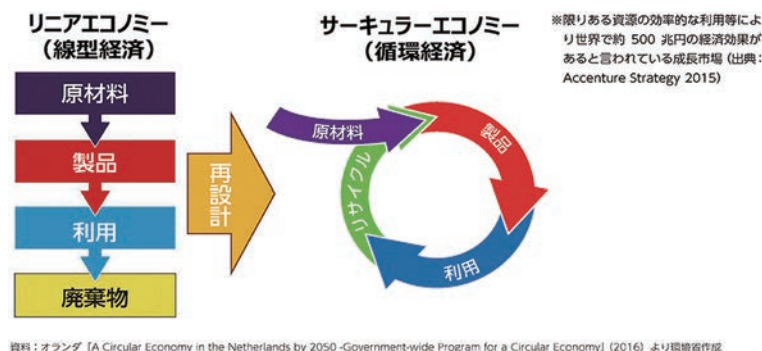 リニアエコノミー
（線型経済）
原材料
製品
利用
廃棄物
再設計
サーキュラーエコノミー
（循環経済）
原材料
製品
利用
リサイクル
※限りある資源の効率的な利用等によ
り世界で約 500 兆円の経済効果が
あると言われている成長市場（出典：
Accenture Strategy 2015）
資料：オランダ「A Circular Economy in the Netherlands by 2050 -Government-wide Program for a Circular Economy」（2016）より環境省作成